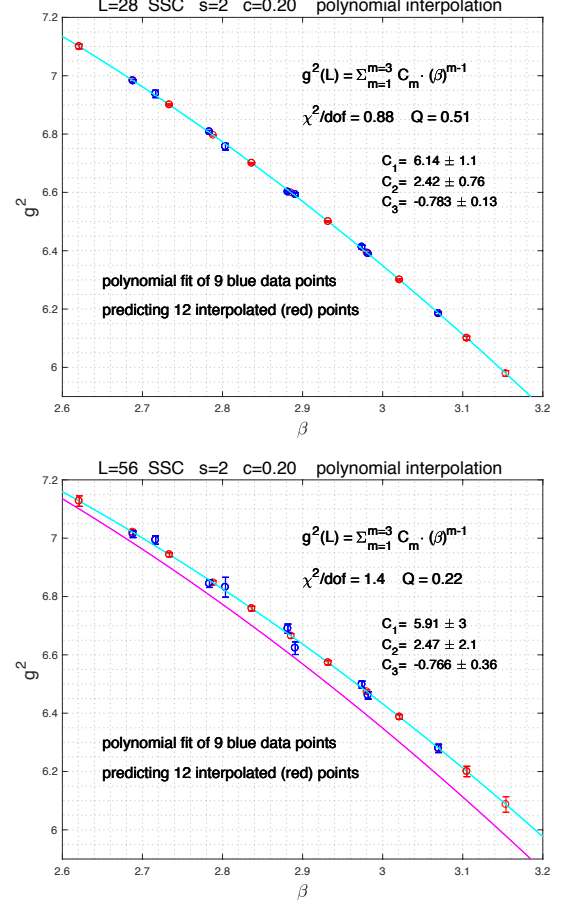 L=28 SSC s=2 c=0.20 polynomial interpolation
7.2
7
6.8
6.6
6.4
6.2
6
g²
g²(L) = Σ_{m=1}^{m=3} C_m · (β)^{m-1}
χ²/dof = 0.88 Q = 0.51
C₁= 6.14 ± 1.1
C₂= 2.42 ± 0.76
C₃= -0.783 ± 0.13
polynomial fit of 9 blue data points
predicting 12 interpolated (red) points
2.6 2.7 2.8 2.9 3 3.1 3.2
β
L=56 SSC s=2 c=0.20 polynomial interpolation
7.2
7
6.8
6.6
6.4
6.2
6
g²
g²(L) = Σ_{m=1}^{m=3} C_m · (β)^{m-1}
χ²/dof = 1.4 Q = 0.22
C₁= 5.91 ± 3
C₂= 2.47 ± 2.1
C₃= -0.766 ± 0.36
polynomial fit of 9 blue data points
predicting 12 interpolated (red) points
2.6 2.7 2.8 2.9 3 3.1 3.2
β